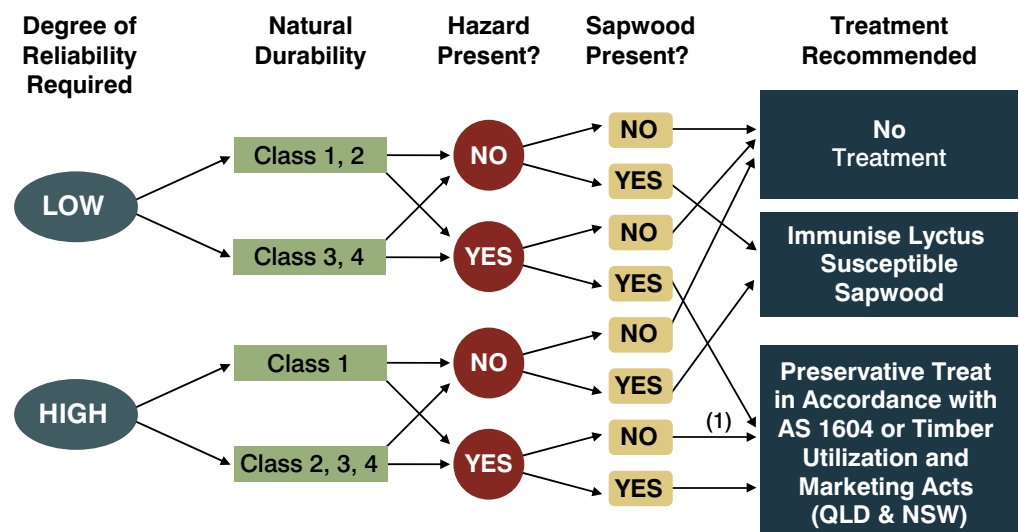 Degree of
Reliability
Required
Natural
Durability
Hazard
Present?
Sapwood
Present?
Treatment
Recommended
LOW
Class 1, 2
Class 3, 4
NO
YES
NO
YES
NO
YES
No
Treatment
Immunise Lyctus
Susceptible
Sapwood
HIGH
Class 1
Class 2, 3, 4
NO
YES
NO
YES
NO
YES
(1)
Preservative Treat
in Accordance with
AS 1604 or Timber
Utilization and
Marketing Acts
(QLD & NSW)